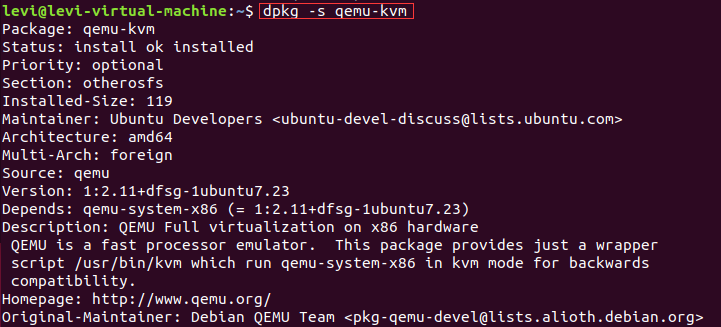 levi@levi-virtual-machine:~$ dpkg -s qemu-kvm
Package: qemu-kvm
Status: install ok installed
Priority: optional
Section: otherosfs
Installed-Size: 119
Maintainer: Ubuntu Developers <ubuntu-devel-discuss@lists.ubuntu.com>
Architecture: amd64
Multi-Arch: foreign
Source: qemu
Version: 1:2.11+dfsg-1ubuntu7.23
Depends: qemu-system-x86 (= 1:2.11+dfsg-1ubuntu7.23)
Description: QEMU Full virtualization on x86 hardware
 QEMU is a fast processor emulator.  This package provides just a wrapper
 script /usr/bin/kvm which run qemu-system-x86 in kvm mode for backwards
 compatibility.
Homepage: http://www.qemu.org/
Original-Maintainer: Debian QEMU Team <pkg-qemu-devel@lists.alioth.debian.org>